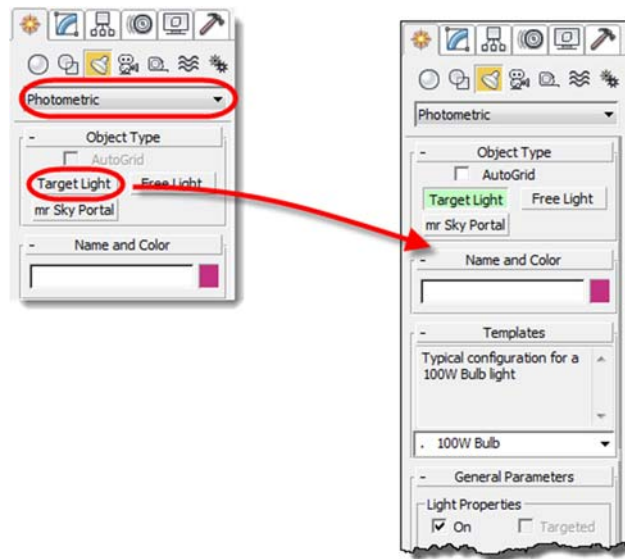 Photometric
- Object Type
AutoGrid
Target Light Free Light
mr Sky Portal
- Name and Color
Photometric
- Object Type
AutoGrid
Target Light Free Light
mr Sky Portal
- Name and Color
- Templates
Typical configuration for a
100W Bulb light
. 100W Bulb
- General Parameters
Light Properties
On Targeted